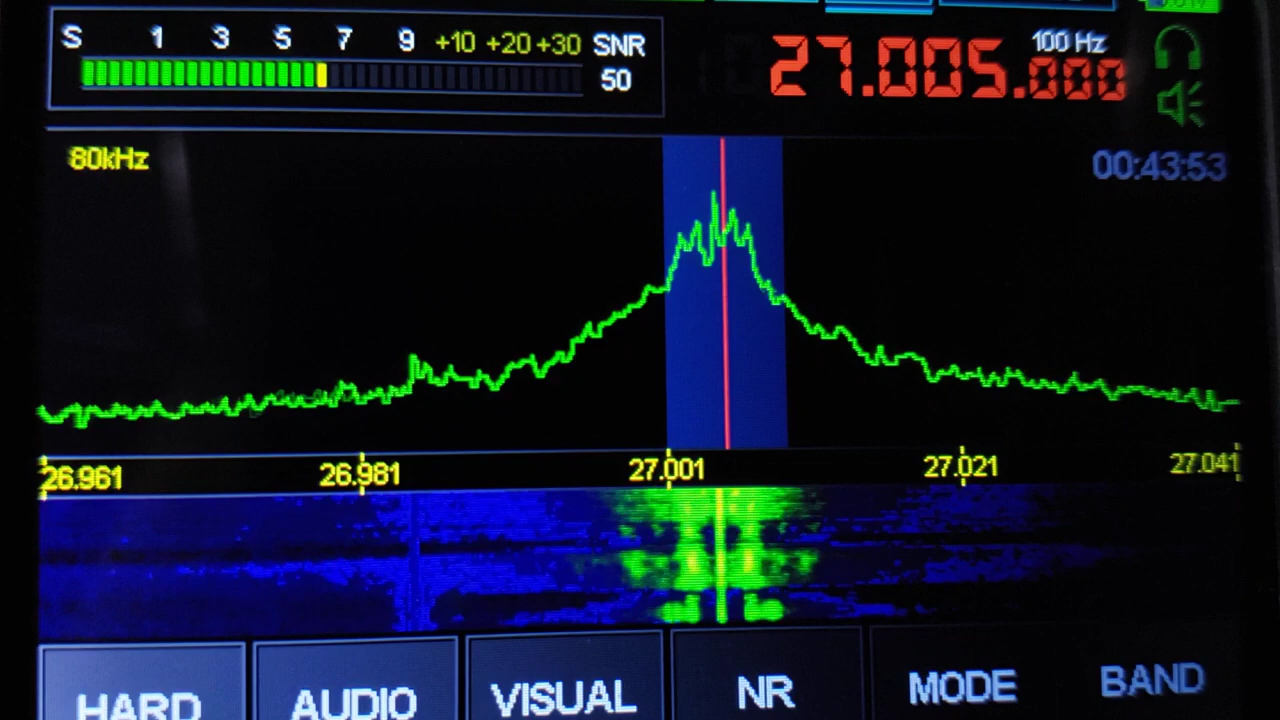 S 1 3 5 7 9 +10 +20 +30 SNR
50
100 Hz
27.005.000
80kHz
00:43:53
26.961 26.981 27.001 27.021 27.041
HARD AUDIO VISUAL NR MODE BAND